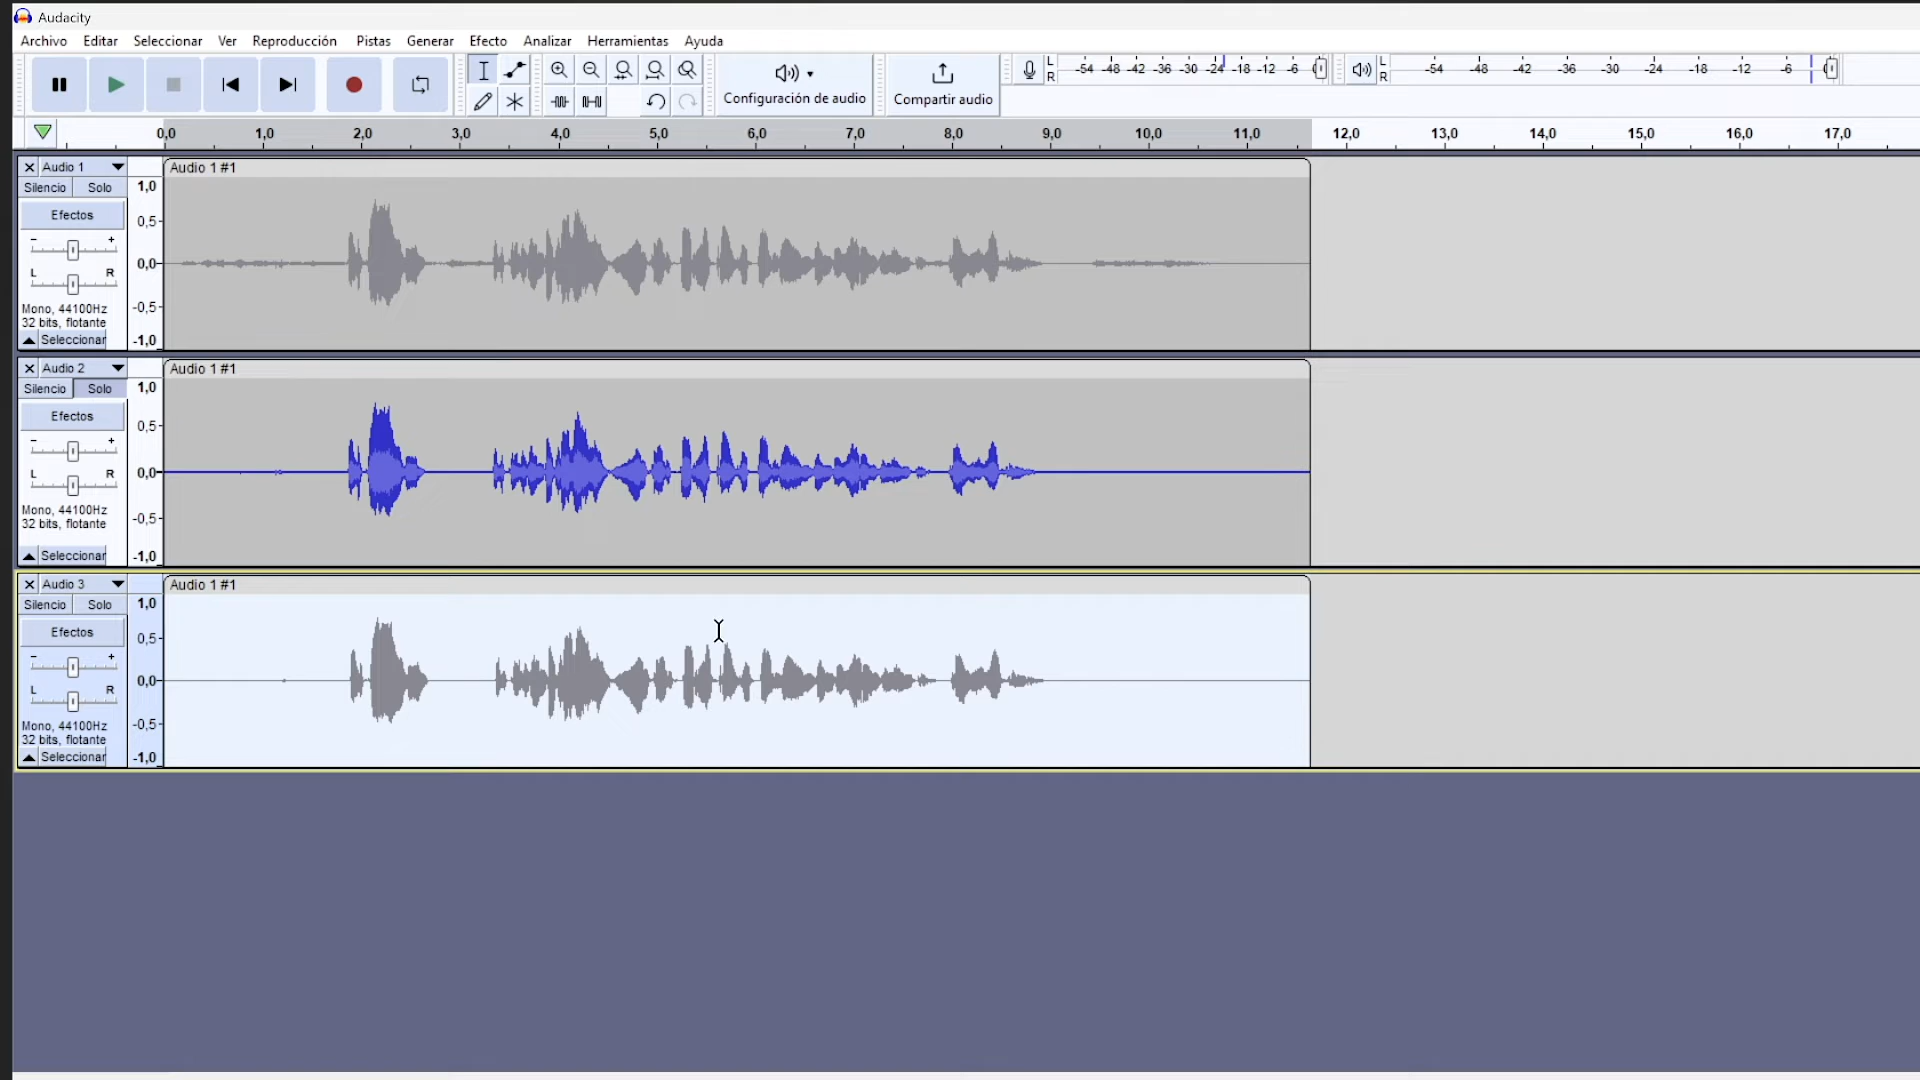 Audacity
Archivo Editar Seleccionar Ver Reproducción Pistas Generar Efecto Analizar Herramientas Ayuda
L -54 -48 -42 -36 -30 -24 -18 -12 -6 0 L -54 -48 -42 -36 -30 -24 -18 -12 -6 0
R R
Configuración de audio Compartir audio
0,0 1,0 2,0 3,0 4,0 5,0 6,0 7,0 8,0 9,0 10,0 11,0 12,0 13,0 14,0 15,0 16,0 17,0
Audio 1 Audio 1 #1
Silencio Solo 1,0
Efectos 0,5
- +
L R 0,0
Mono, 44100Hz -0,5
32 bits, flotante
Seleccionar -1,0
Audio 2 Audio 1 #1
Silencio Solo 1,0
Efectos 0,5
- +
L R 0,0
Mono, 44100Hz -0,5
32 bits, flotante
Seleccionar -1,0
Audio 3 Audio 1 #1
Silencio Solo 1,0
Efectos 0,5
- +
L R 0,0
Mono, 44100Hz -0,5
32 bits, flotante
Seleccionar -1,0